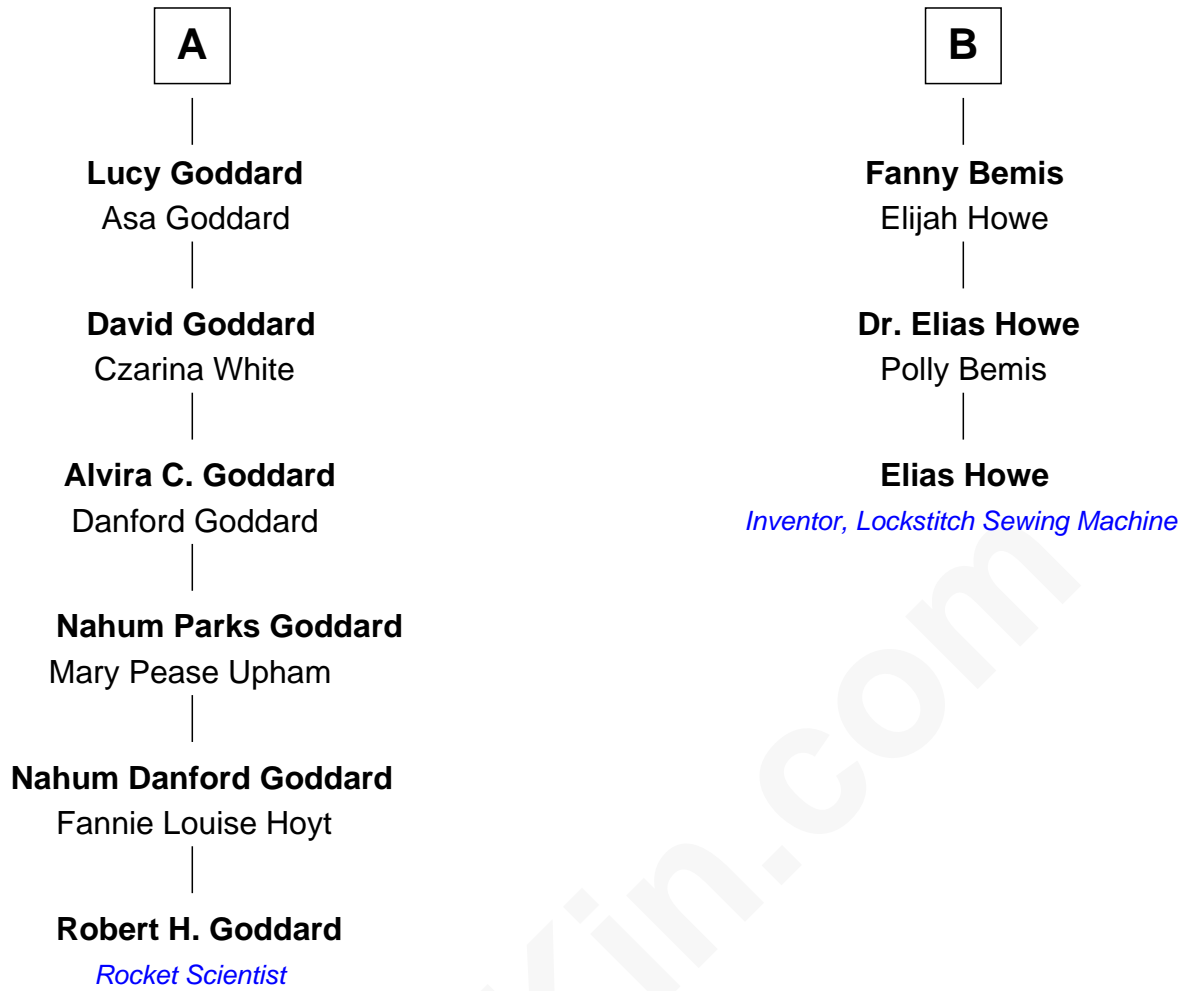 A
Lucy Goddard
Asa Goddard
David Goddard
Czarina White
Alvira C. Goddard
Danford Goddard
Nahum Parks Goddard
Mary Pease Upham
Nahum Danford Goddard
Fannie Louise Hoyt
Robert H. Goddard
Rocket Scientist
B
Fanny Bemis
Elijah Howe
Dr. Elias Howe
Polly Bemis
Elias Howe
Inventor, Lockstitch Sewing Machine
in.com